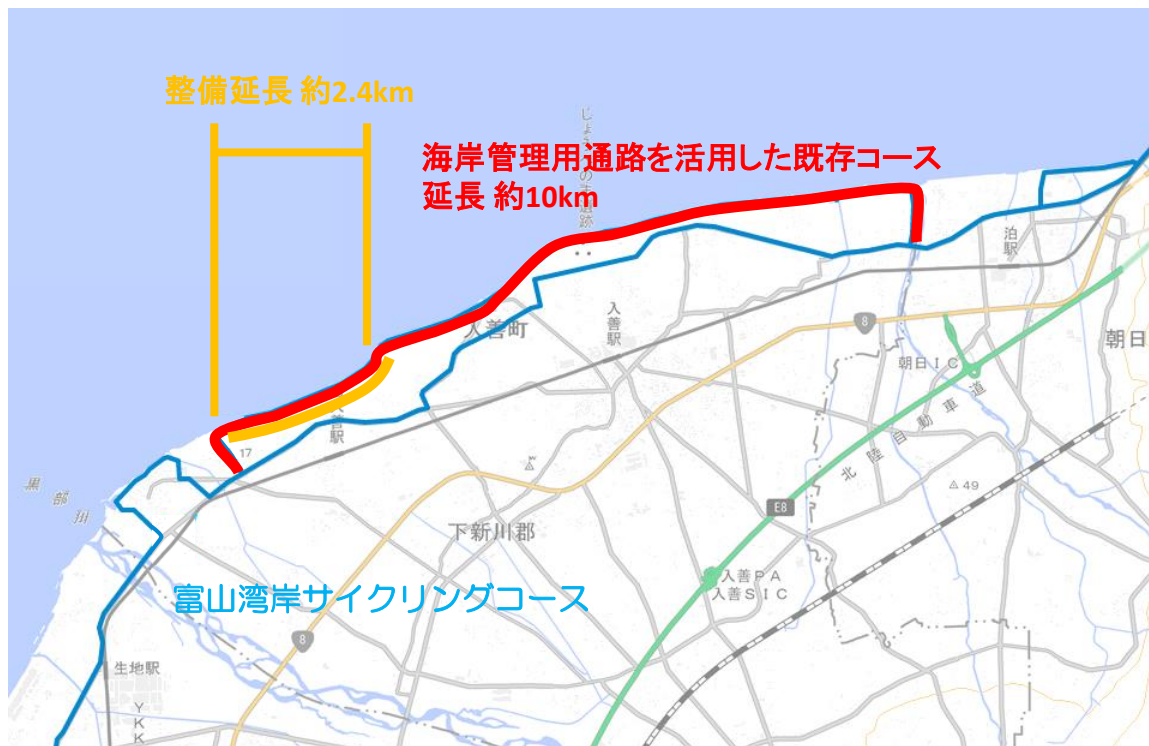 整備延長 約2.4km
海岸管理用通路を活用した既存コース
延長 約10km
泊駅
入善町
入善駅
8
朝日
朝日IC
北陸自動車道
17
黒部川
49
E8
下新川郡
入善PA
入善SIC
富山湾岸サイクリングコース
8
生地駅
YKK